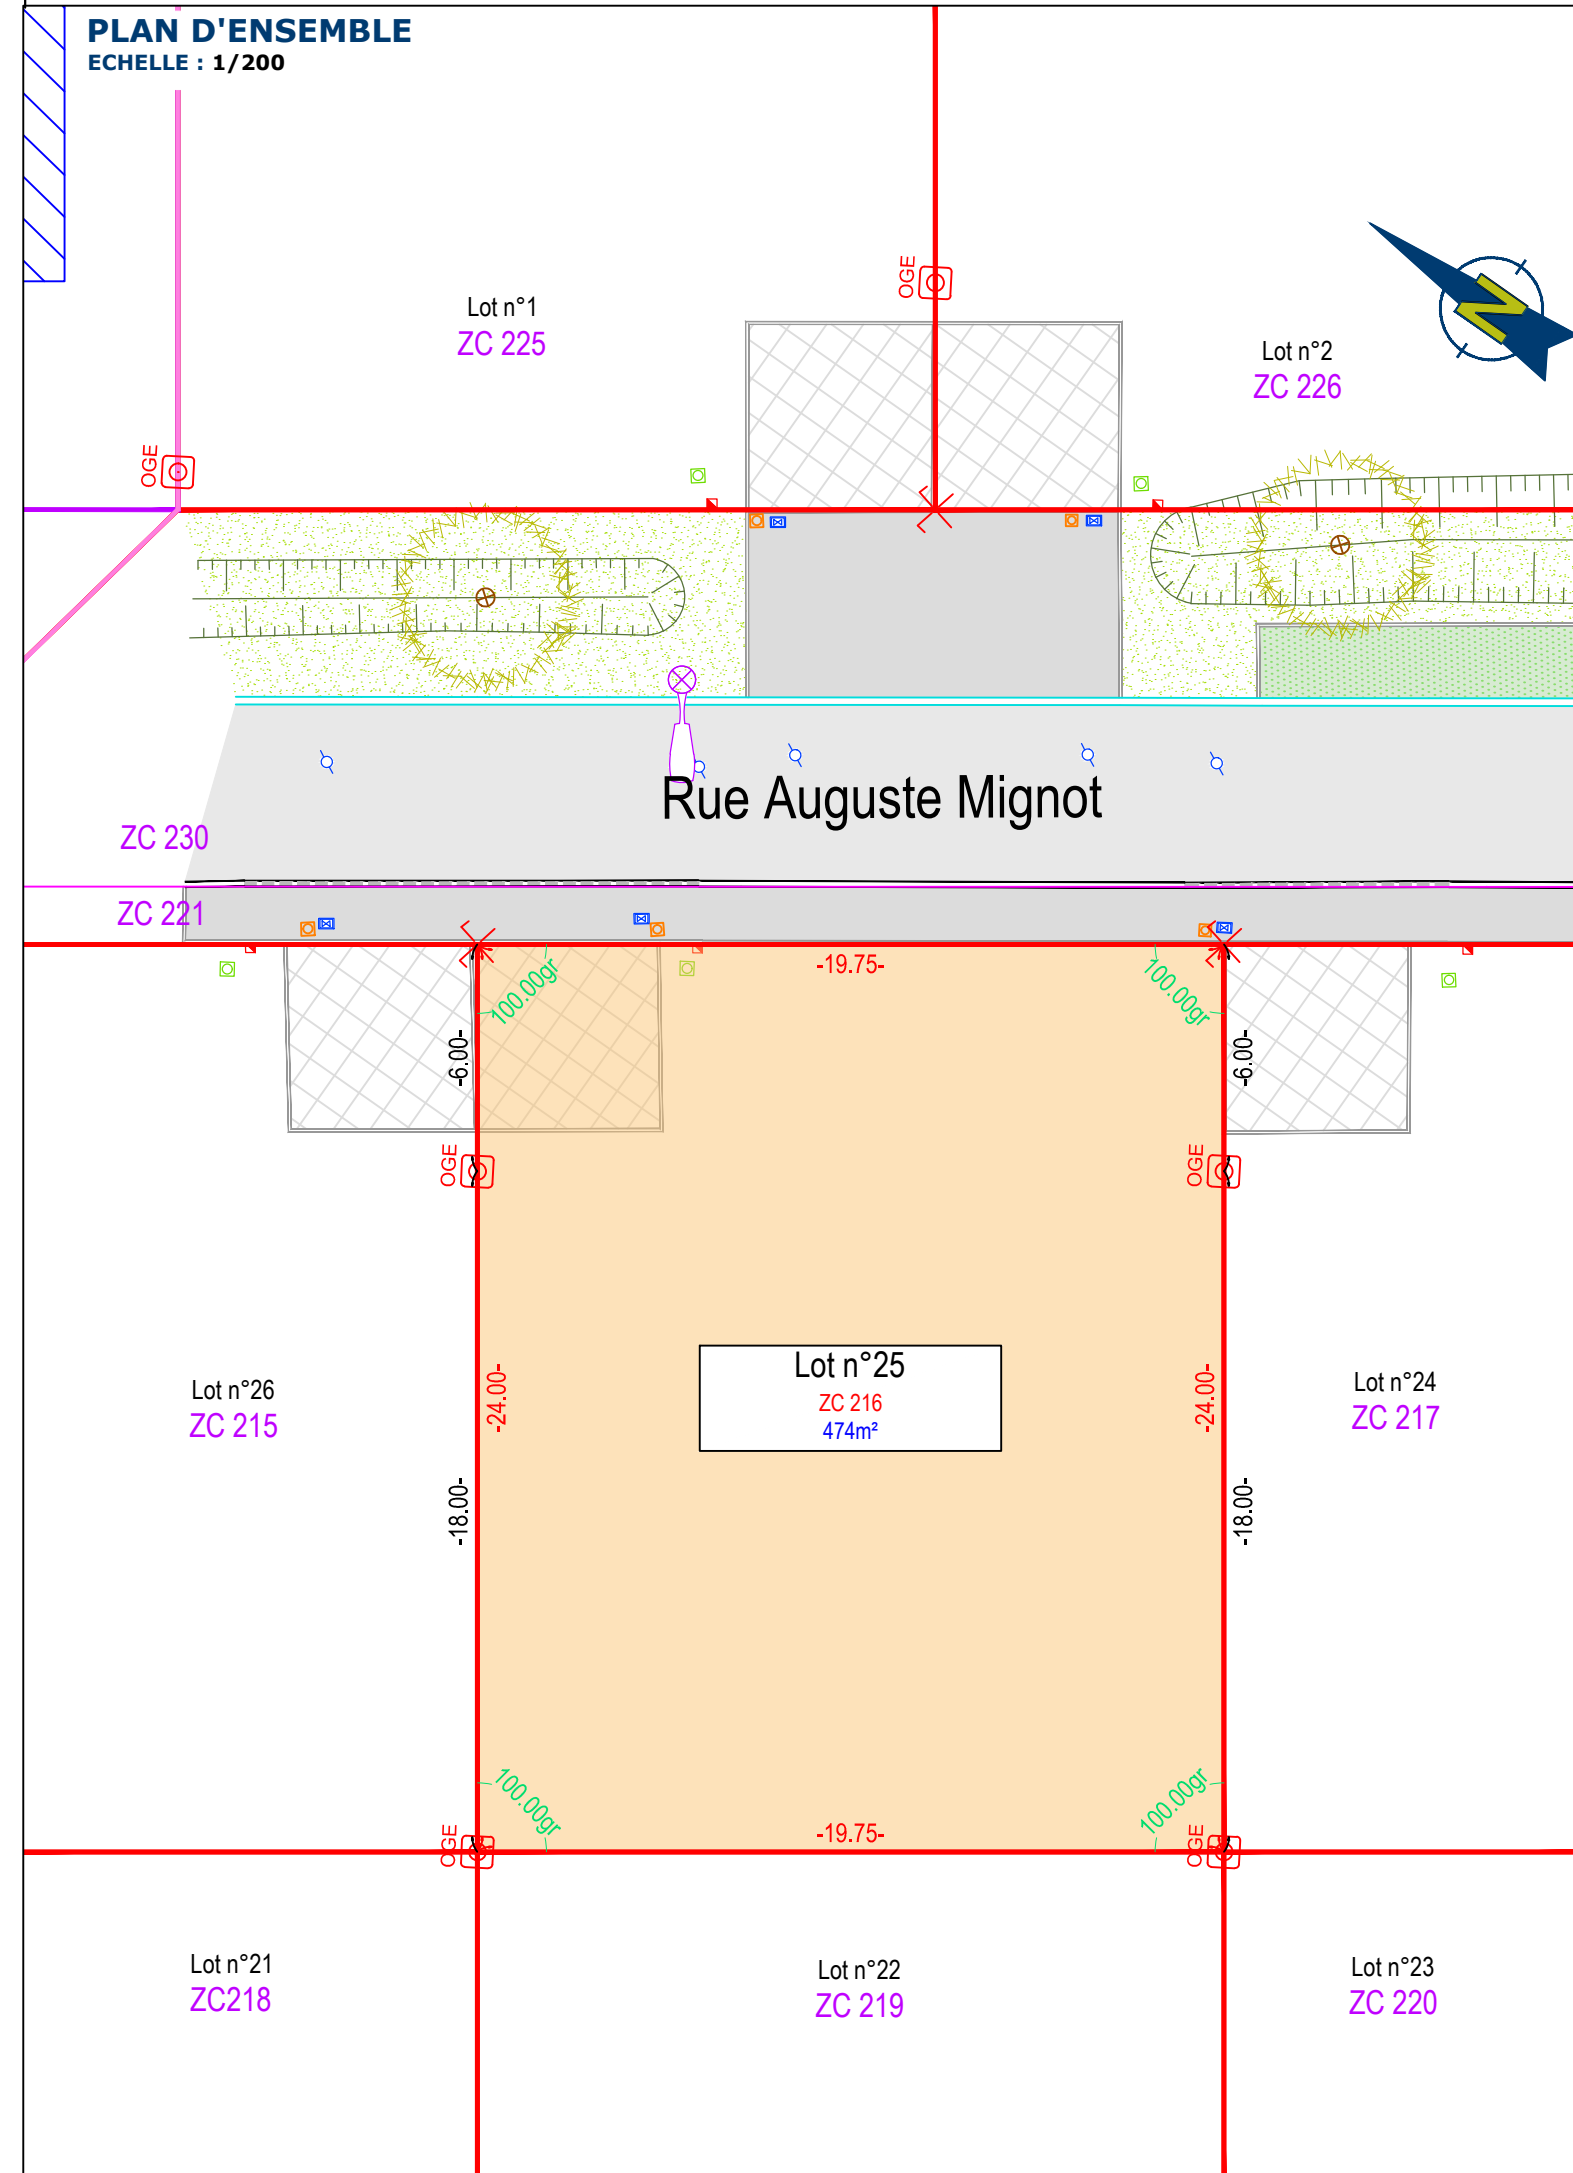 PLAN D'ENSEMBLE
ECHELLE : 1/200
OGE
Lot n°1
ZC 225
Lot n°2
ZC 226
N
OGE
Rue Auguste Mignot
ZC 230
ZC 221
-19.75-
100.00gr
100.00gr
-6.00-
-6.00-
OGE
OGE
Lot n°25
ZC 216
474m²
Lot n°26
ZC 215
-24.00-
-24.00-
Lot n°24
ZC 217
-18.00-
-18.00-
100.00gr
100.00gr
-19.75-
OGE
OGE
Lot n°21
ZC218
Lot n°22
ZC 219
Lot n°23
ZC 220